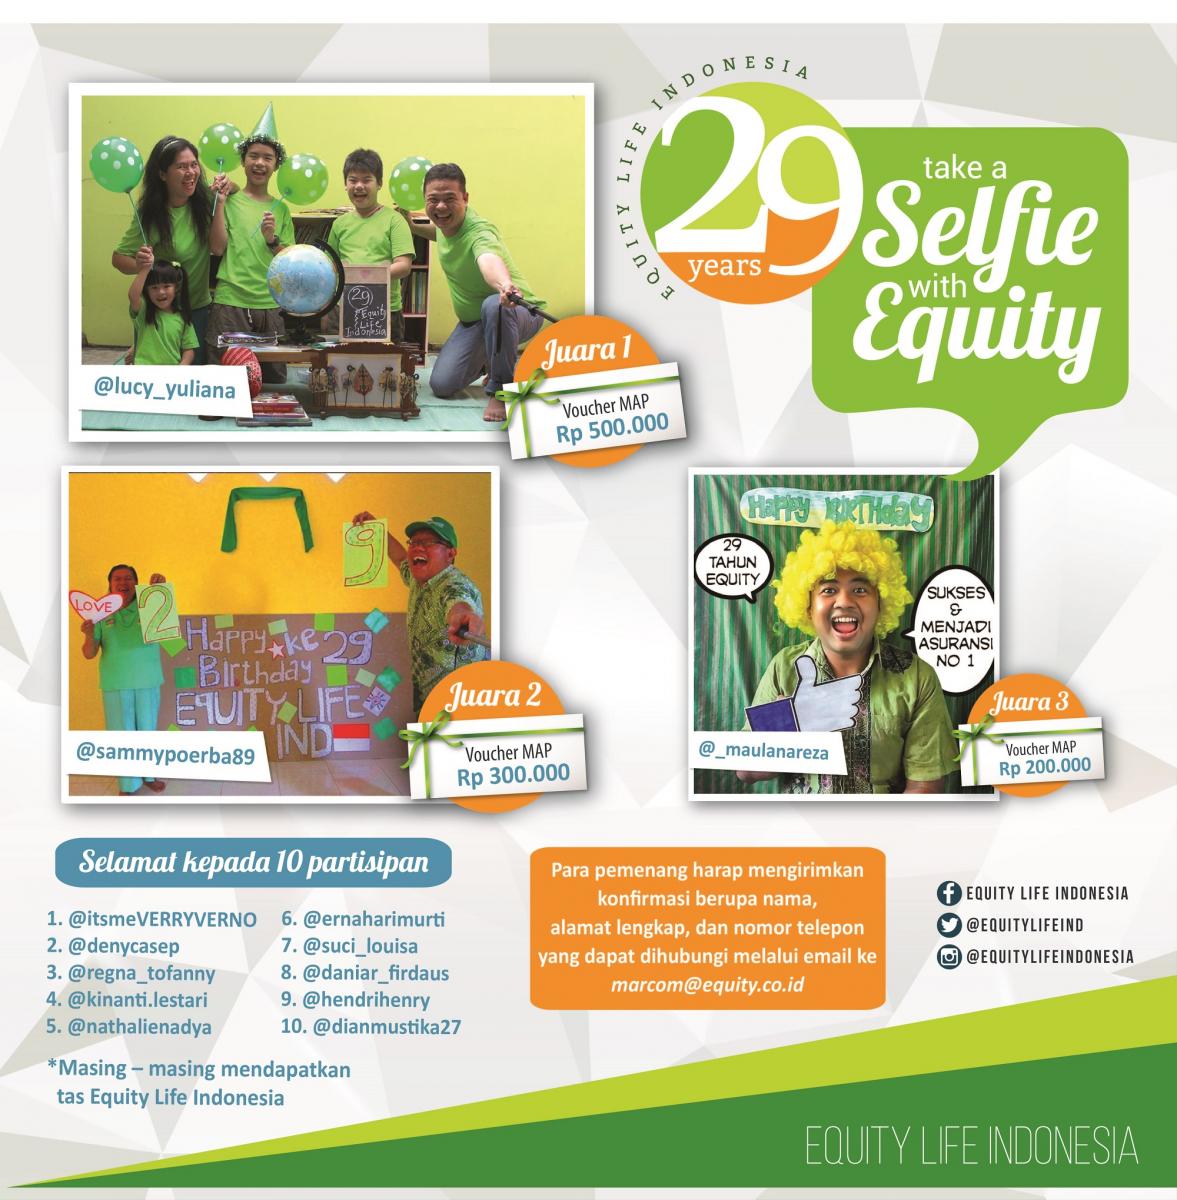 EQUITY LIFE INDONESIA
29
years
take a
Selfie
with
Equity
29
Equity
Life
Indonesia
@lucy_yuliana
Juara 1
Voucher MAP
Rp 500.000
LOVE
2
9
Happy ke 29
Birthday
EQUITY LIFE
IND
@sammypoerba89
Juara 2
Voucher MAP
Rp 300.000
Happy BIRTHday
29
TAHUN
EQUITY
SUKSES
&
MENJADI
ASURANSI
NO 1
@_maulanareza
Juara 3
Voucher MAP
Rp 200.000
Selamat kepada 10 partisipan
1. @itsmeVERRYVERNO
2. @denycasep
3. @regna_tofanny
4. @kinanti.lestari
5. @nathalienadya
6. @ernaharimurti
7. @suci_louisa
8. @daniar_firdaus
9. @hendrihenry
10. @dianmustika27
*Masing – masing mendapatkan
tas Equity Life Indonesia
Para pemenang harap mengirimkan
konfirmasi berupa nama,
alamat lengkap, dan nomor telepon
yang dapat dihubungi melalui email ke
marcom@equity.co.id
EQUITY LIFE INDONESIA
@EQUITYLIFEIND
@EQUITYLIFEINDONESIA
EQUITY LIFE INDONESIA